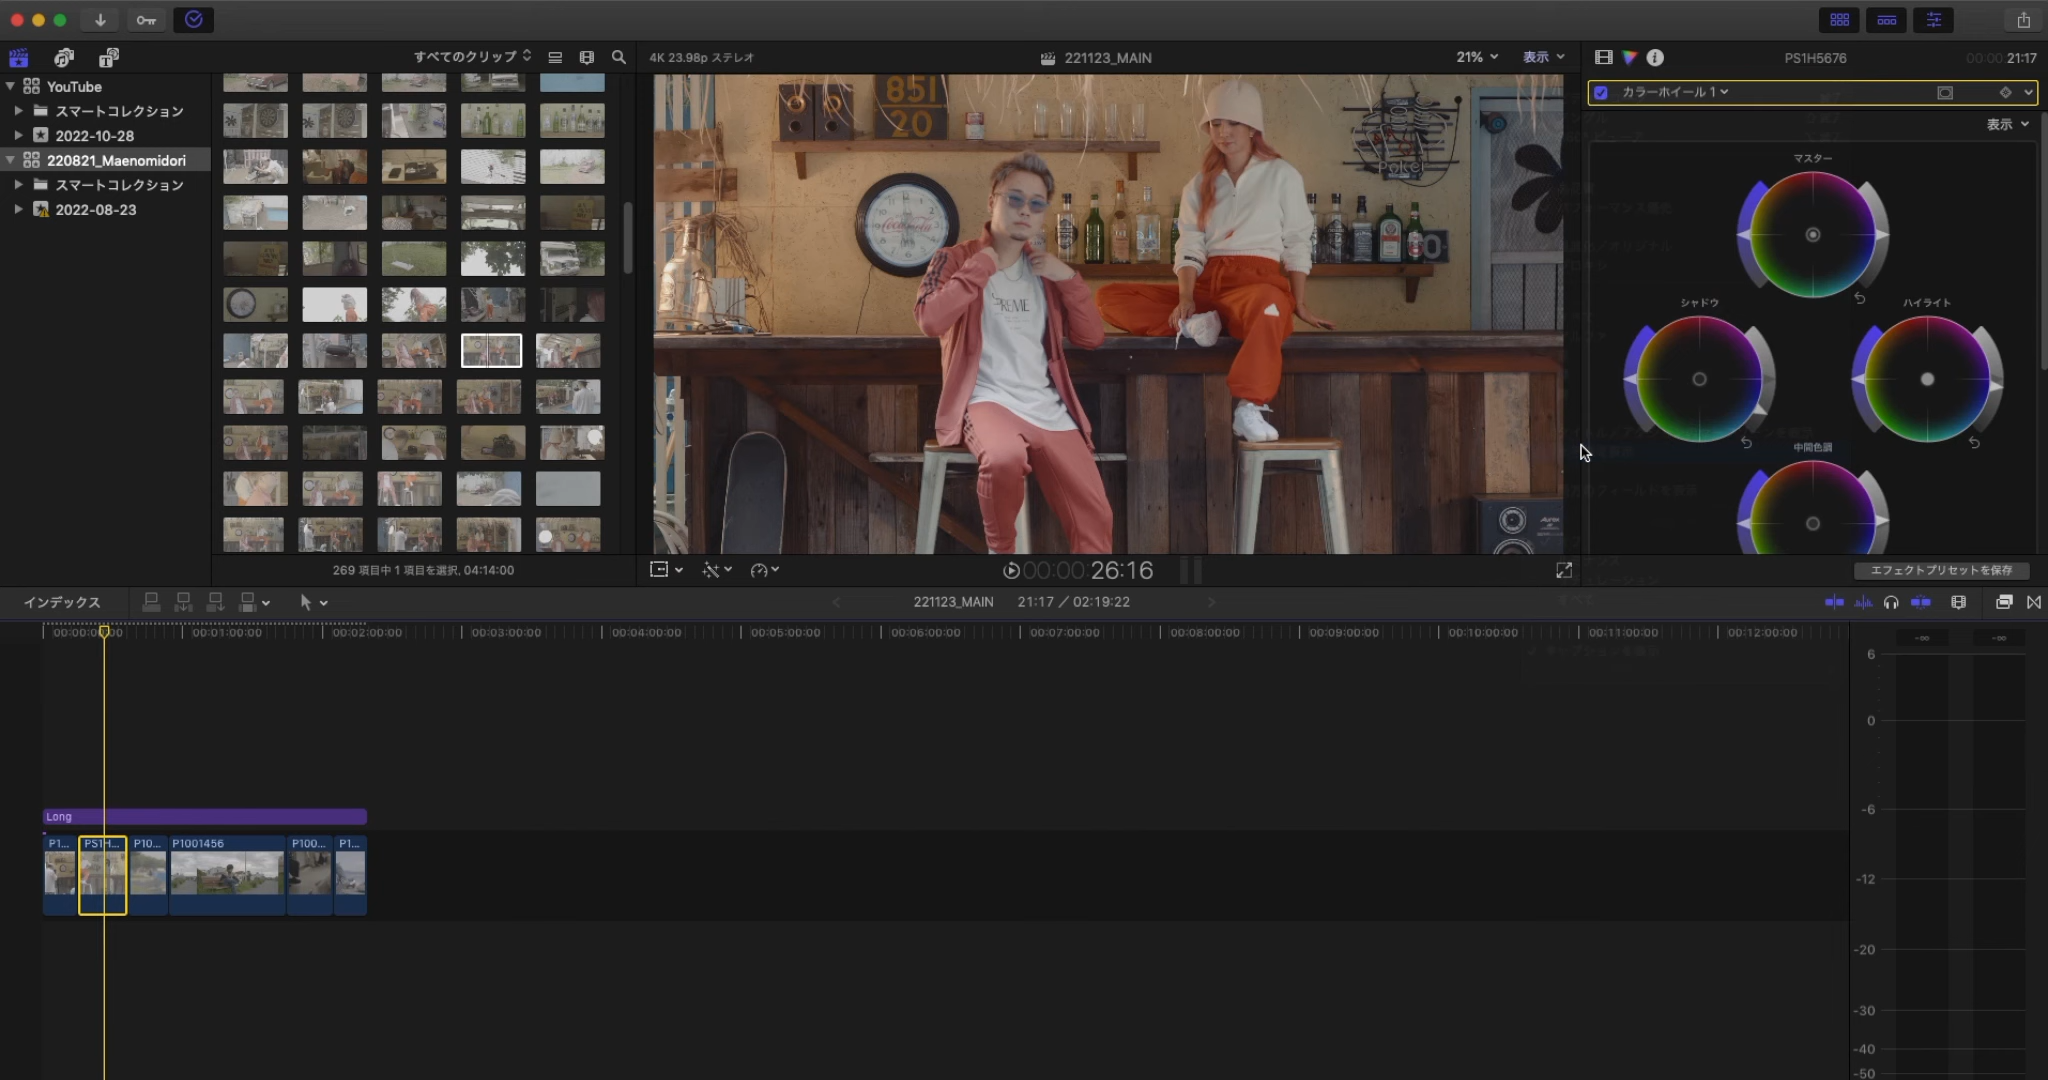 すべてのクリップ
4K 23.98p ステレオ
221123_MAIN
21%
表示
PS1H5676
00:00:21:17
YouTube
スマートコレクション
2022-10-28
220821_Maenomidori
スマートコレクション
2022-08-23
カラーホイール 1
表示
マスター
シャドウ
ハイライト
中間色調
851
20
Coca-Cola
Poker
269 項目中 1 項目を選択, 04:14:00
00:00:26:16
エフェクトプリセットを保存
インデックス
221123_MAIN
21:17 / 02:19:22
00:00:00:00
00:01:00:00
00:02:00:00
00:03:00:00
00:04:00:00
00:05:00:00
00:06:00:00
00:07:00:00
00:08:00:00
00:09:00:00
00:10:00:00
00:11:00:00
00:12:00:00
-∞
-∞
6
0
-6
-12
-20
-30
-40
-50
Long
P1...
PS1H...
P10...
P1001456
P100...
P1...